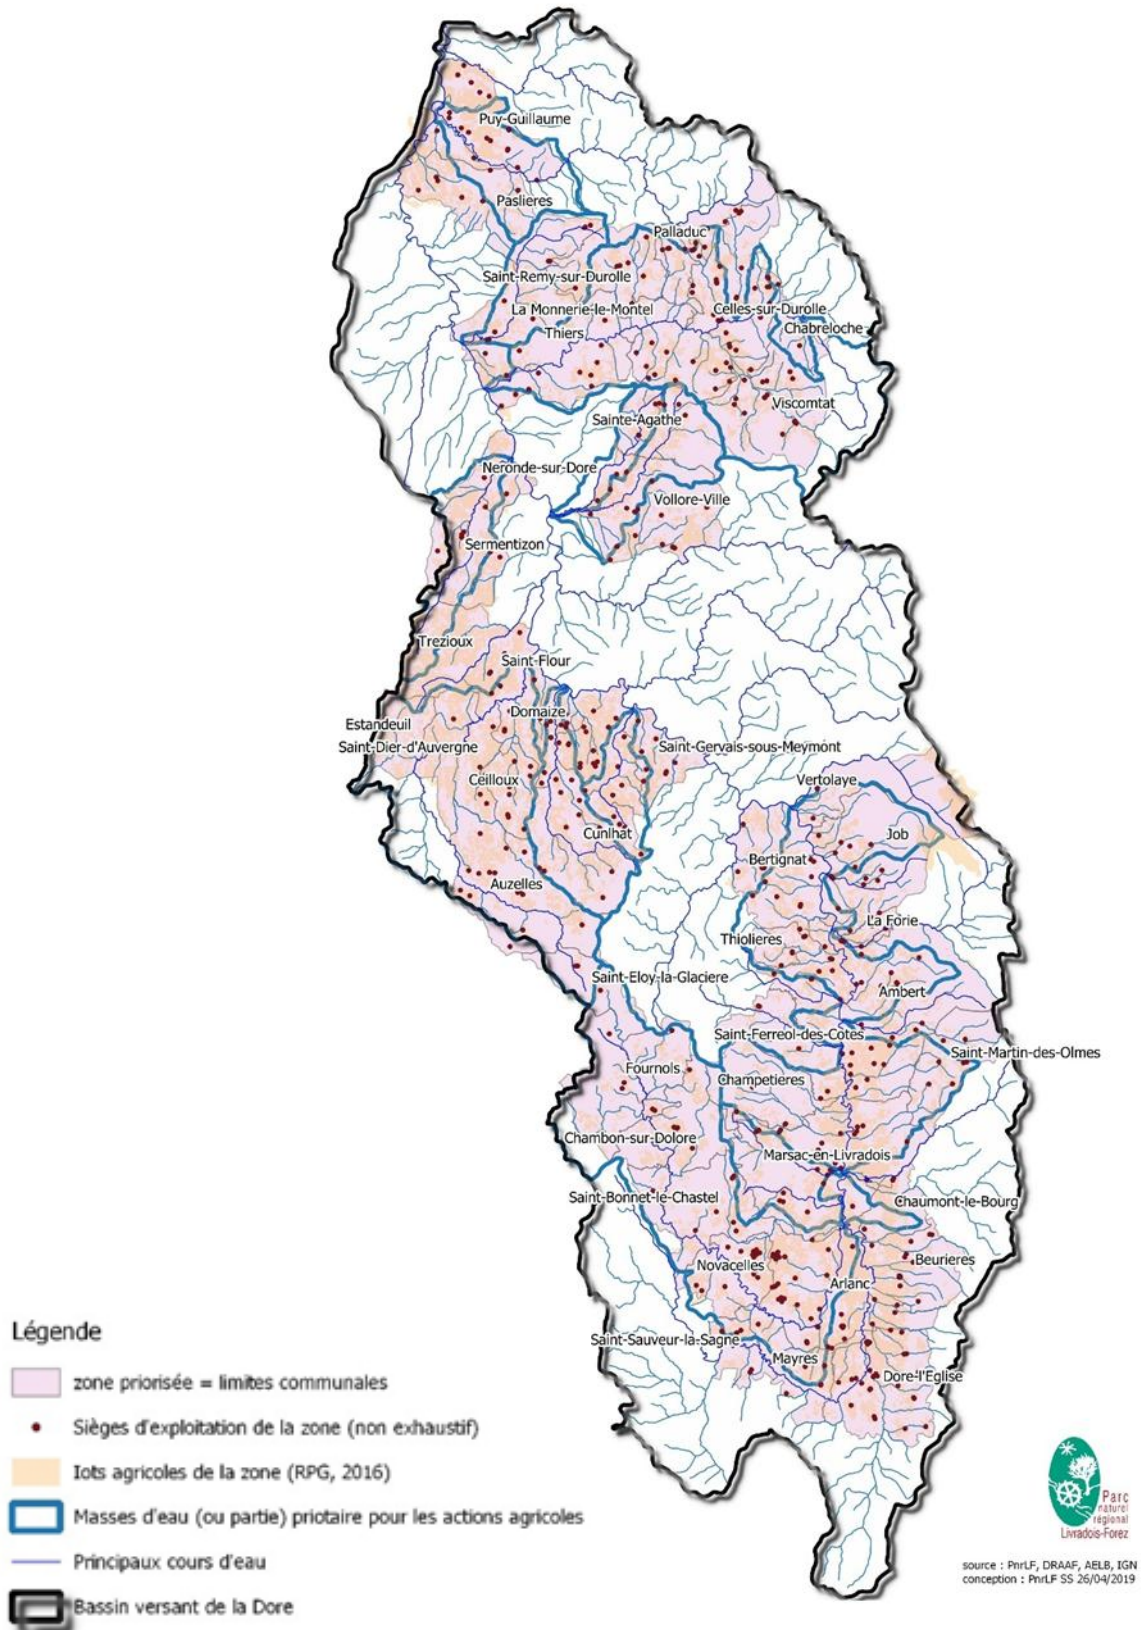 Puy-Guillaume
Paslieres
Palladuc
Saint-Remy-sur-Durolle
La Monnerie-le-Montel
Celles-sur-Durolle
Thiers
Chabreloche
Viscomtat
Sainte-Agathe
Neronde-sur-Dore
Vollore-Ville
Sermentizon
Trezioux
Saint-Flour
Domaize
Estandeuil
Saint-Dier-d'Auvergne
Saint-Gervais-sous-Meymont
Ceilloux
Vertolaye
Cunlhat
Job
Bertignat
Auzelles
La Forie
Thiolieres
Saint-Eloy-la-Glaciere
Ambert
Saint-Ferreol-des-Cotes
Saint-Martin-des-Olmes
Fournols
Champetieres
Chambon-sur-Dolore
Marsac-en-Livradois
Saint-Bonnet-le-Chastel
Chaumont-le-Bourg
Novacelles
Beurieres
Arlanc
Saint-Sauveur-la-Sagne
Mayres
Dore-l'Eglise
Légende
zone priorisée = limites communales
Sièges d'exploitation de la zone (non exhaustif)
Iots agricoles de la zone (RPG, 2016)
Masses d'eau (ou partie) priotaire pour les actions agricoles
Principaux cours d'eau
Bassin versant de la Dore
Parc
naturel
régional
Livradois-Forez
source : PnrLF, DRAAF, AELB, IGN
conception : PnrLF SS 26/04/2019